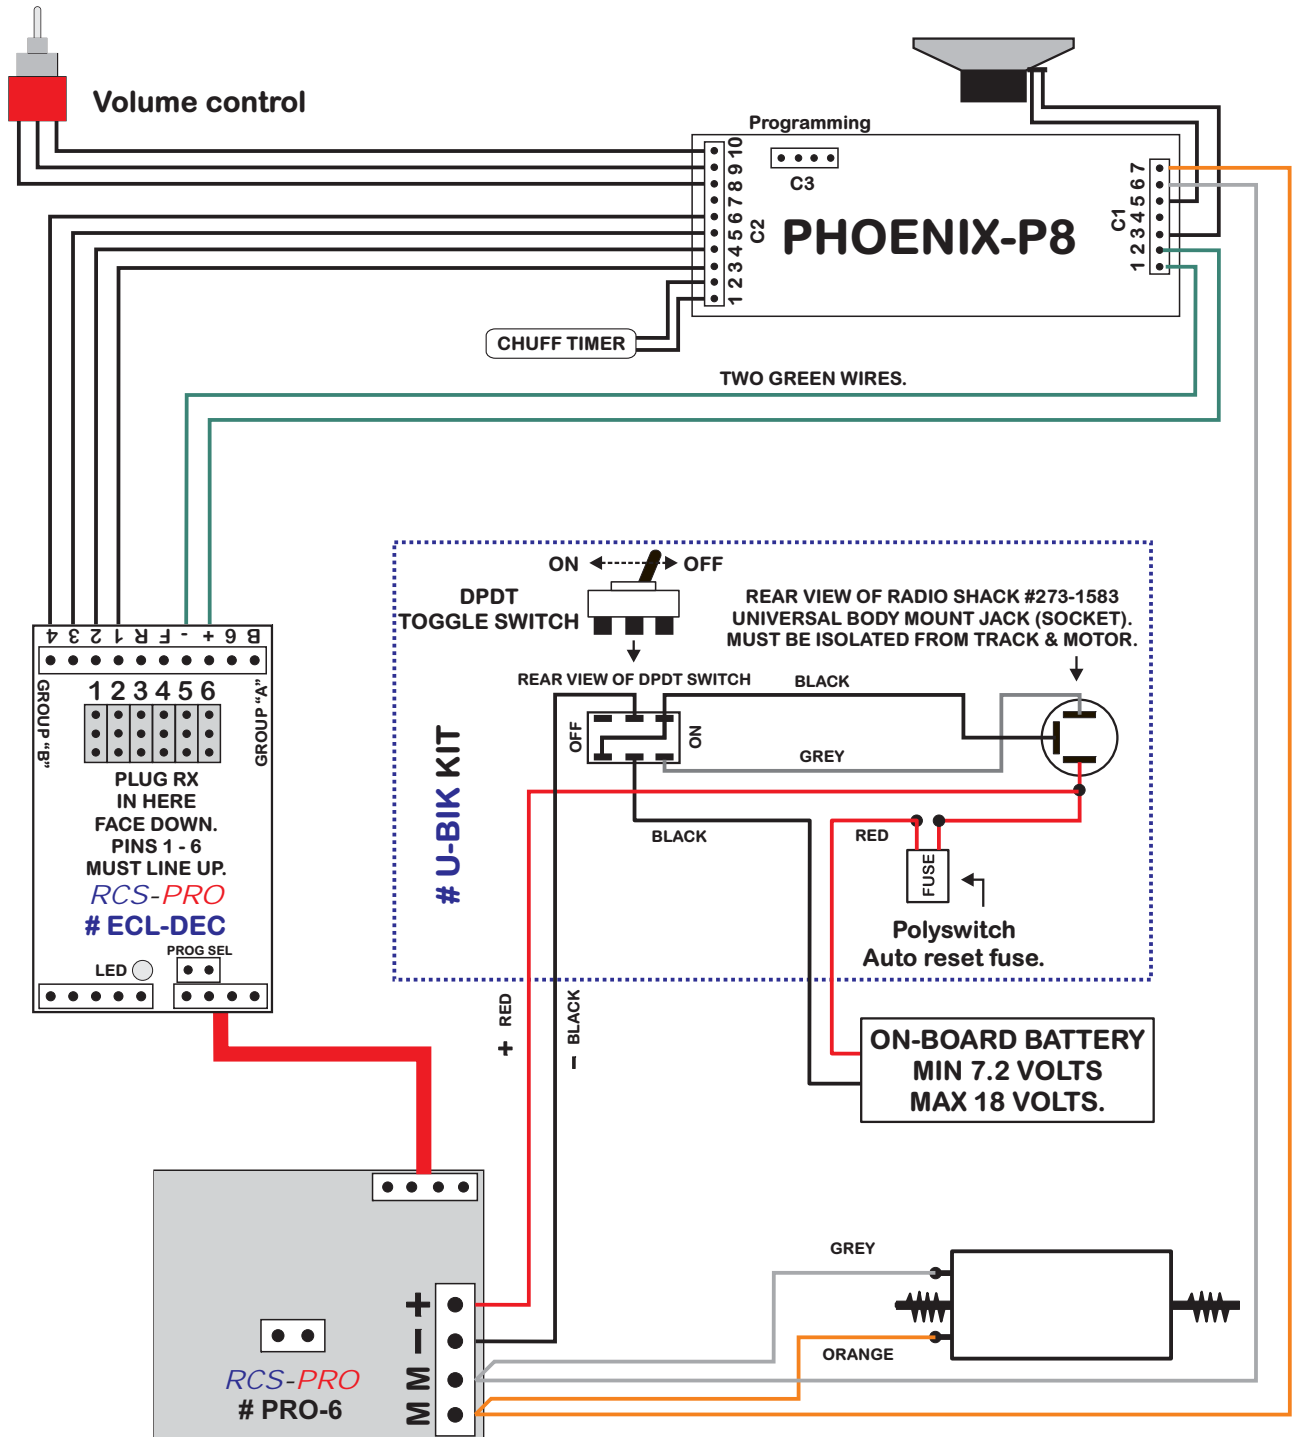 Volume control
Programming
10
9
8
7
6
5
4
3
2
1
C2
C3
PHOENIX-P8
C1
7
6
5
4
3
2
1
CHUFF TIMER
TWO GREEN WIRES.
ON
OFF
DPDT
TOGGLE SWITCH
REAR VIEW OF RADIO SHACK #273-1583
UNIVERSAL BODY MOUNT JACK (SOCKET).
MUST BE ISOLATED FROM TRACK & MOTOR.
REAR VIEW OF DPDT SWITCH
BLACK
OFF
ON
GREY
# U-BIK KIT
BLACK
RED
FUSE
Polyswitch
Auto reset fuse.
4 3 2 1 R F - + 6 B
GROUP "B"
GROUP "A"
1 2 3 4 5 6
PLUG RX
IN HERE
FACE DOWN.
PINS 1 - 6
MUST LINE UP.
RCS-PRO
# ECL-DEC
PROG SEL
LED
+ RED
− BLACK
ON-BOARD BATTERY
MIN 7.2 VOLTS
MAX 18 VOLTS.
GREY
ORANGE
M M − +
RCS-PRO
# PRO-6